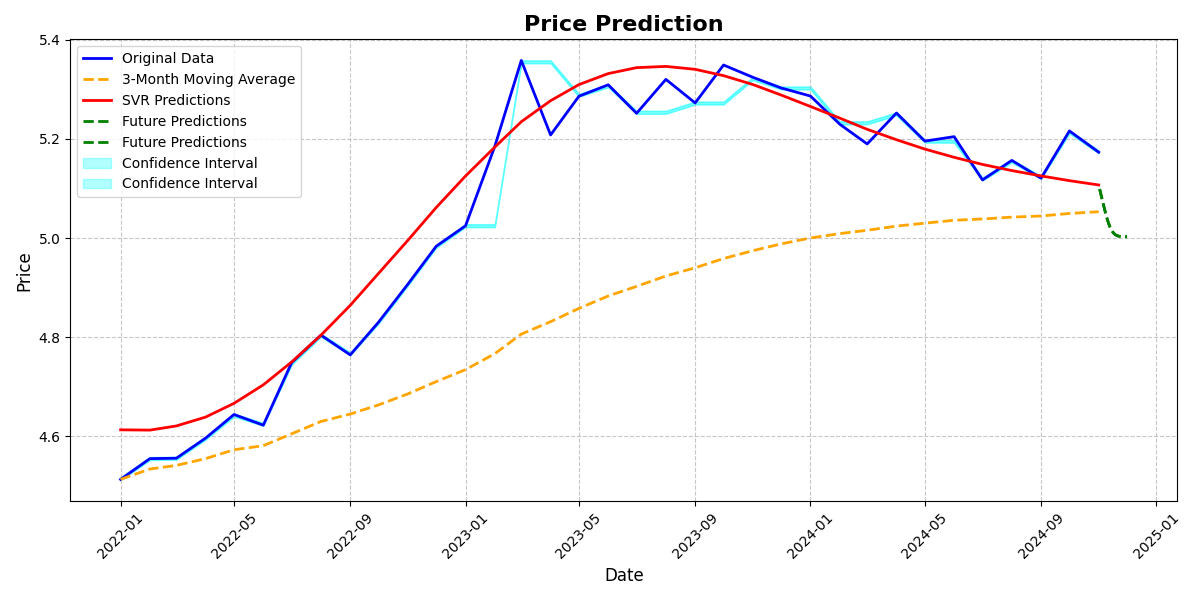 Price Prediction
Original Data
3-Month Moving Average
SVR Predictions
Future Predictions
Future Predictions
Confidence Interval
Confidence Interval
5.4
5.2
5.0
4.8
4.6
Price
2022-01
2022-05
2022-09
2023-01
2023-05
2023-09
2024-01
2024-05
2024-09
2025-01
Date